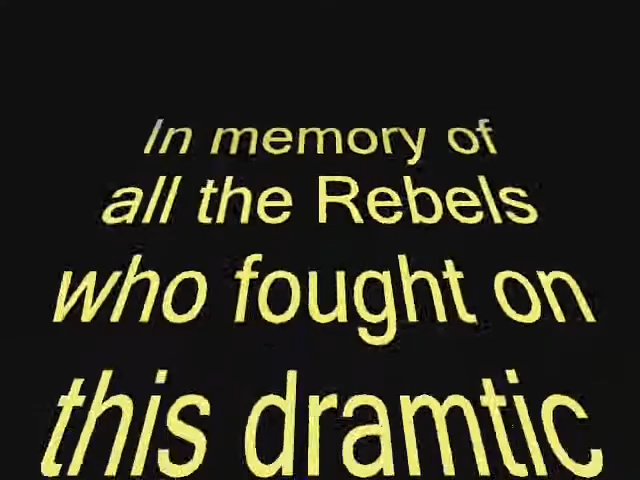 In memory of
all the Rebels
who fought on
this dramtic